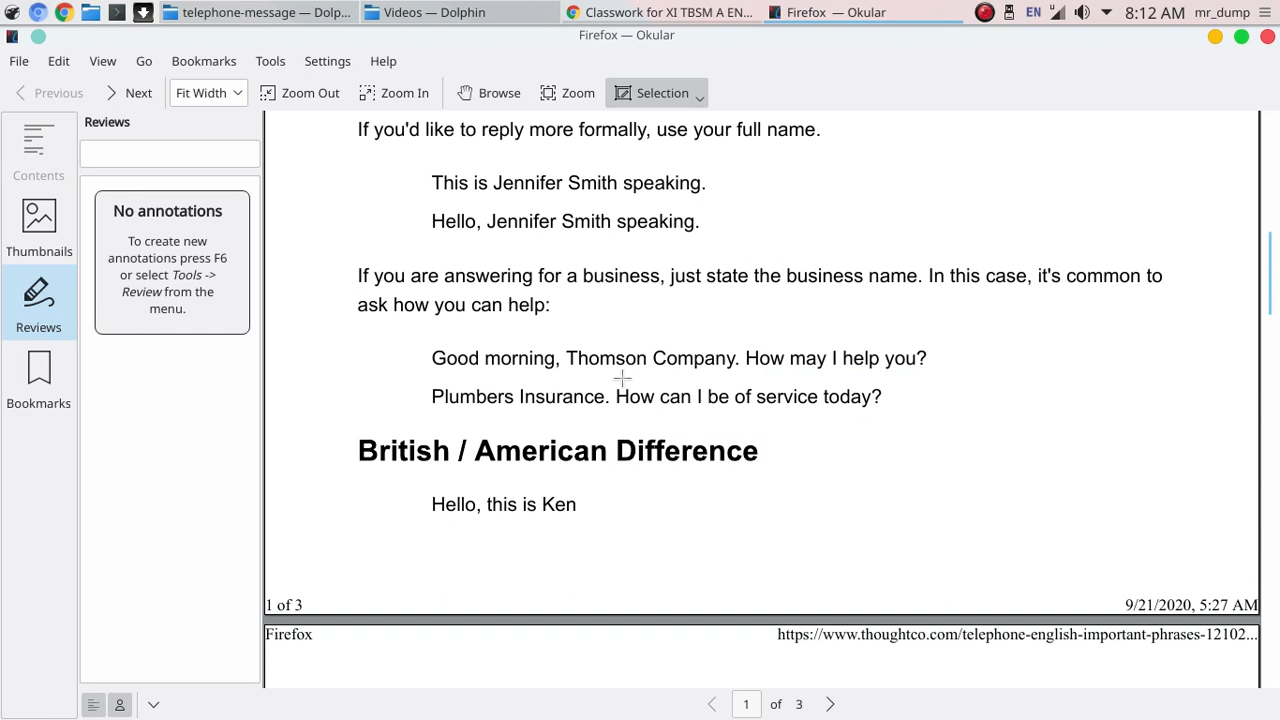 telephone-message — Dolp...
Videos — Dolphin
Classwork for XI TBSM A EN...
Firefox — Okular
EN
8:12 AM
mr_dump
Firefox — Okular
File
Edit
View
Go
Bookmarks
Tools
Settings
Help
Previous
Next
Fit Width
Zoom Out
Zoom In
Browse
Zoom
Selection
Contents
Thumbnails
Reviews
Bookmarks
Reviews
No annotations
To create new
annotations press F6
or select Tools ->
Review from the
menu.
If you'd like to reply more formally, use your full name.
This is Jennifer Smith speaking.
Hello, Jennifer Smith speaking.
If you are answering for a business, just state the business name. In this case, it's common to
ask how you can help:
Good morning, Thomson Company. How may I help you?
Plumbers Insurance. How can I be of service today?
British / American Difference
Hello, this is Ken
1 of 3
9/21/2020, 5:27 AM
Firefox
https://www.thoughtco.com/telephone-english-important-phrases-12102...
1 of 3